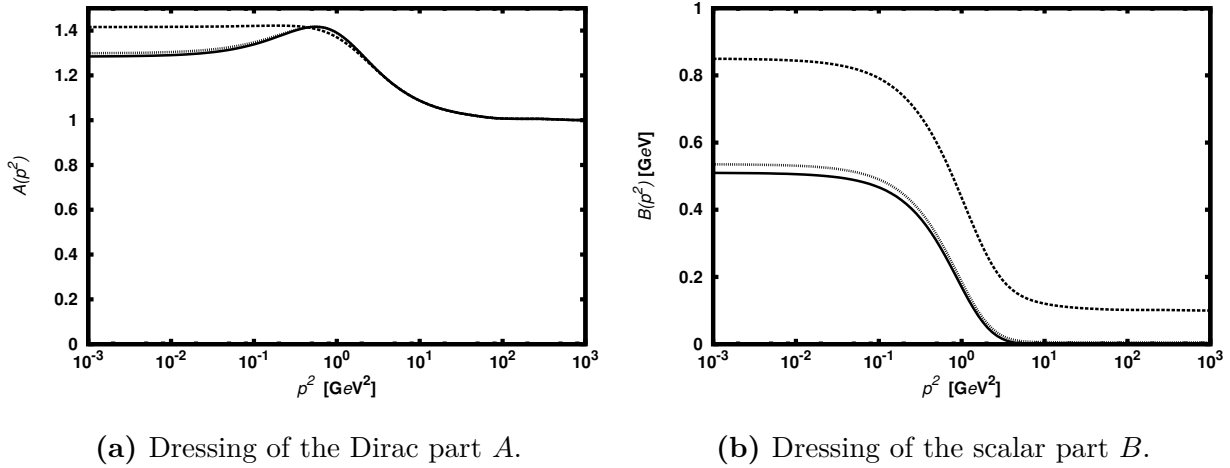 1.4
1.2
1
0.8
0.6
0.4
0.2
0
A(p²)
10⁻³ 10⁻² 10⁻¹ 10⁰ 10¹ 10² 10³
p² [GeV²]
1
0.8
0.6
0.4
0.2
0
B(p²) [GeV]
10⁻³ 10⁻² 10⁻¹ 10⁰ 10¹ 10² 10³
p² [GeV²]
(a) Dressing of the Dirac part A.
(b) Dressing of the scalar part B.